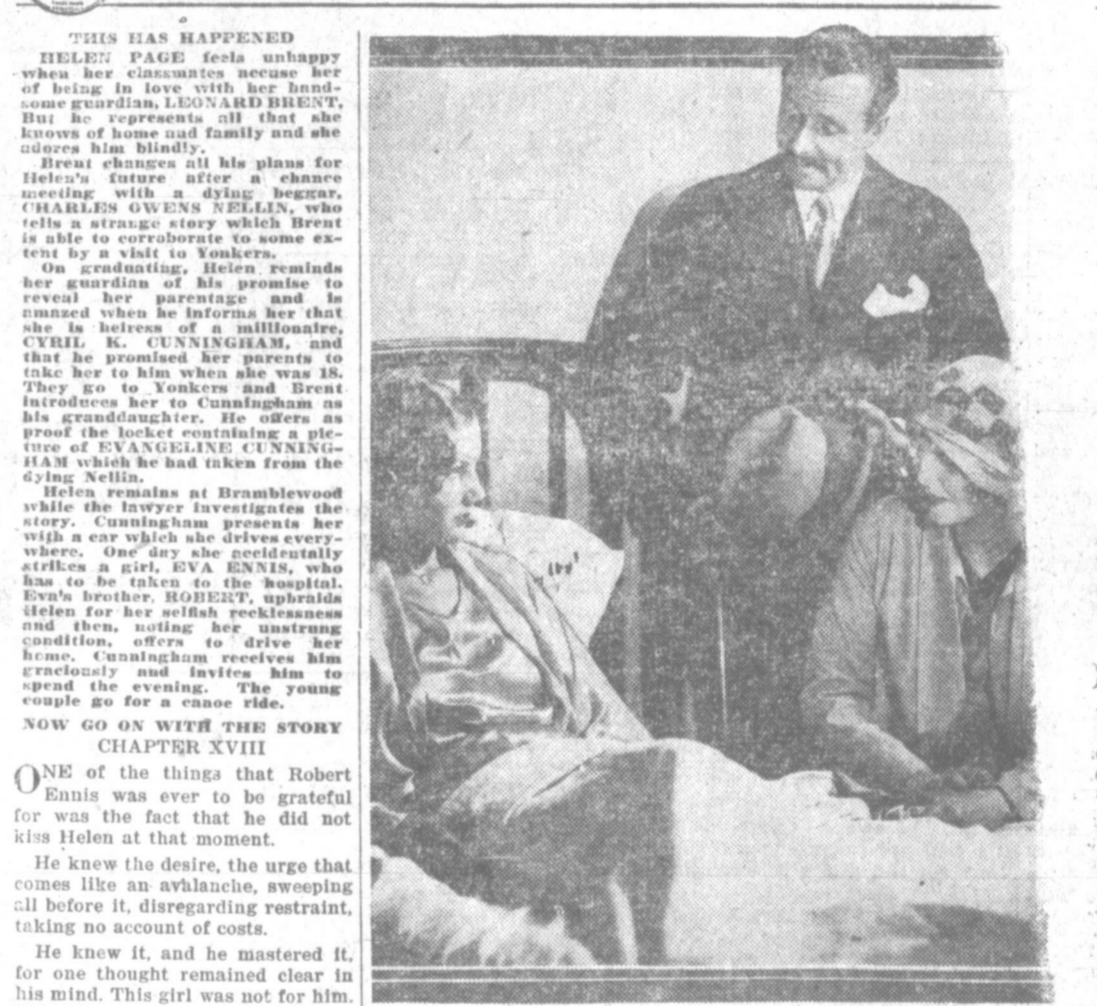 THIS HAS HAPPENED
HELEN PAGE feels unhappy
when her classmates accuse her
of being in love with her hand-
some guardian, LEONARD BRENT.
But he represents all that she
knows of home and family and she
adores him blindly.
Brent changes all his plans for
Helen's future after a chance
meeting with a dying beggar,
CHARLES OWENS NELLIN, who
tells a strange story which Brent
is able to corroborate to some ex-
tent by a visit to Yonkers.
On graduating, Helen reminds
her guardian of his promise to
reveal her parentage and is
amazed when he informs her that
she is heiress of a millionaire,
CYRIL K. CUNNINGHAM, and
that he promised her parents to
take her to him when she was 18.
They go to Yonkers and Brent
introduces her to Cunningham as
his granddaughter. He offers as
proof the locket containing a pic-
ture of EVANGELINE CUNNING-
HAM which he had taken from the
dying Nellin.
Helen remains at Bramblewood
while the lawyer investigates the
story. Cunningham presents her
with a car which she drives every-
where. One day she accidentally
strikes a girl, EVA ENNIS, who
has to be taken to the hospital.
Eva's brother, ROBERT, upbraids
Helen for her selfish recklessness
and then, noting her unstrung
condition, offers to drive her
home. Cunningham receives him
graciously and invites him to
spend the evening. The young
couple go for a canoe ride.
NOW GO ON WITH THE STORY
CHAPTER XVIII
ONE of the things that Robert
Ennis was ever to be grateful
for was the fact that he did not
kiss Helen at that moment.
He knew the desire, the urge that
comes like an avhlanche, sweeping
all before it, disregarding restraint,
taking no account of costs.
He knew it, and he mastered it,
for one thought remained clear in
his mind. This girl was not for him.